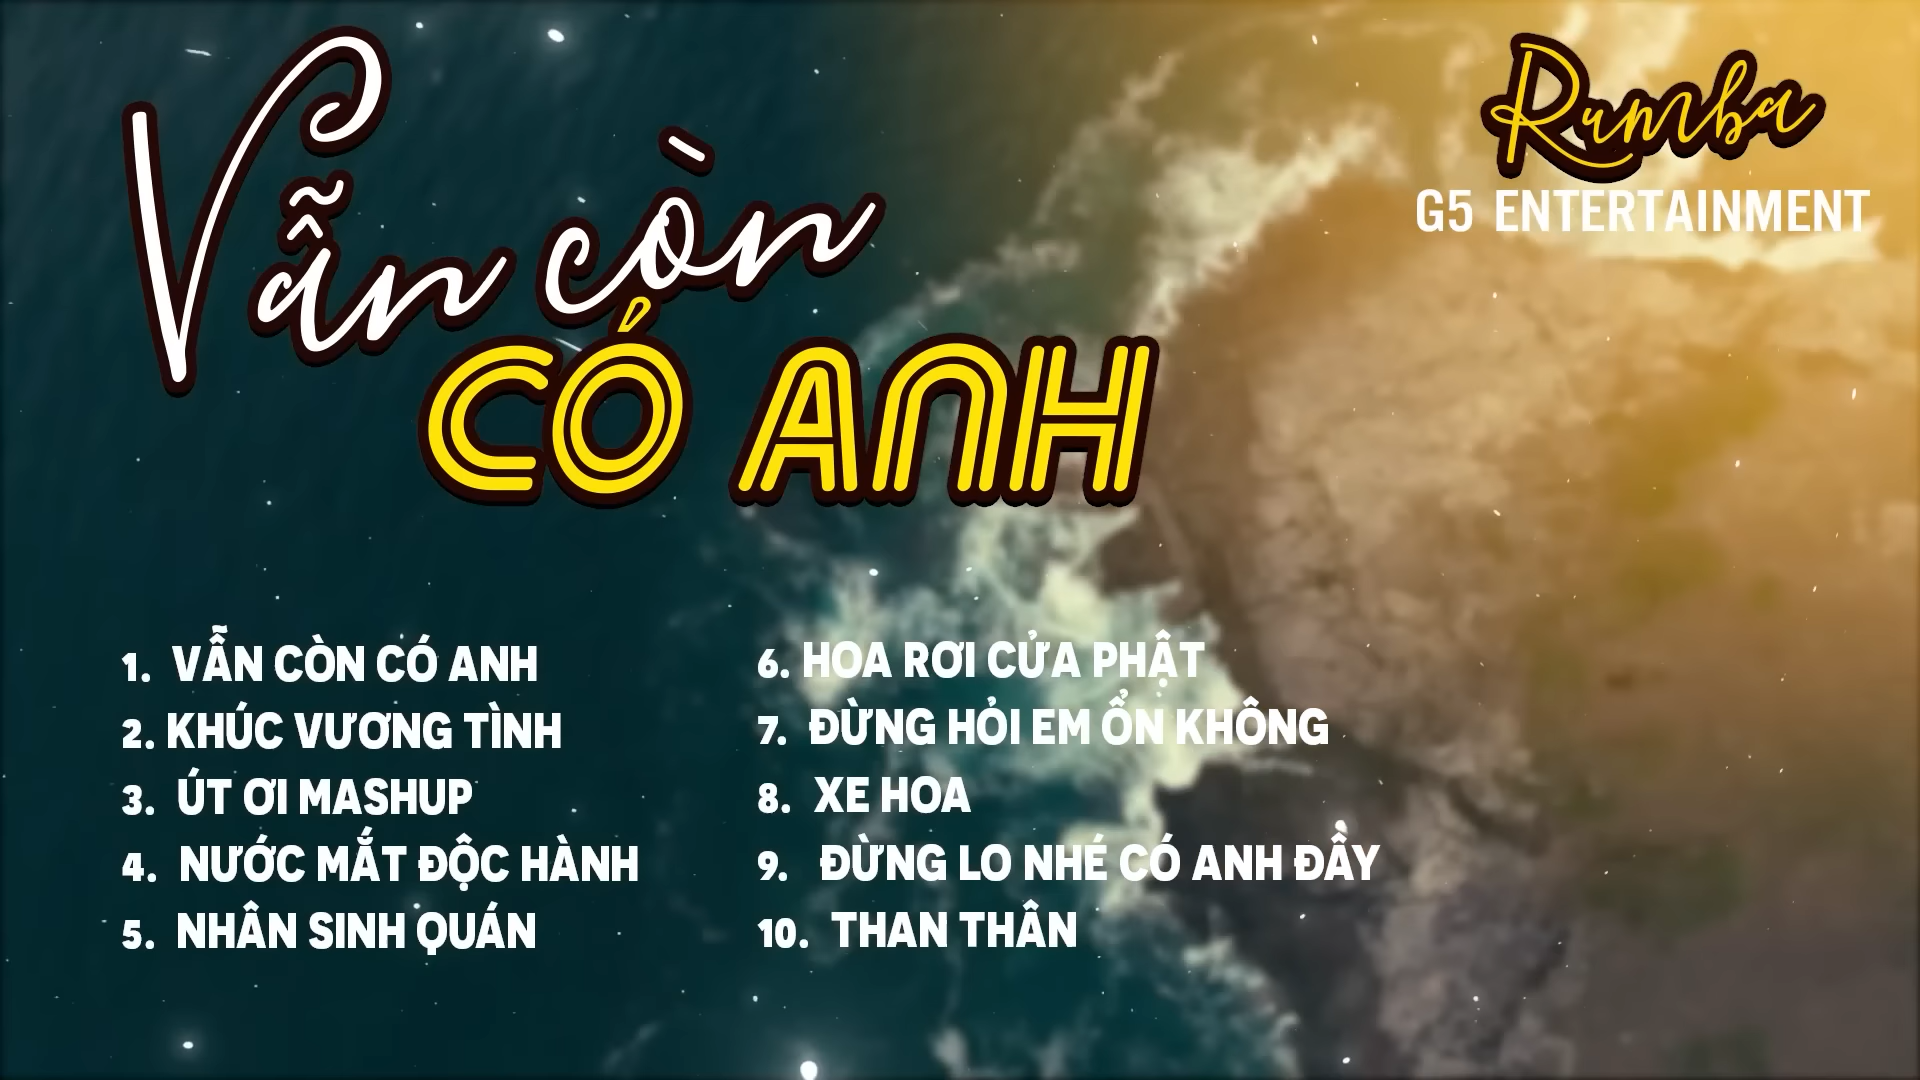 Vẫn còn
CÓ ANH
Rumba
G5 ENTERTAINMENT
1. VẪN CÒN CÓ ANH
2. KHÚC VƯƠNG TÌNH
3. ÚT ƠI MASHUP
4. NƯỚC MẮT ĐỘC HÀNH
5. NHÂN SINH QUÁN
6. HOA RƠI CỬA PHẬT
7. ĐỪNG HỎI EM ỔN KHÔNG
8. XE HOA
9. ĐỪNG LO NHÉ CÓ ANH ĐẦY
10. THAN THÂN